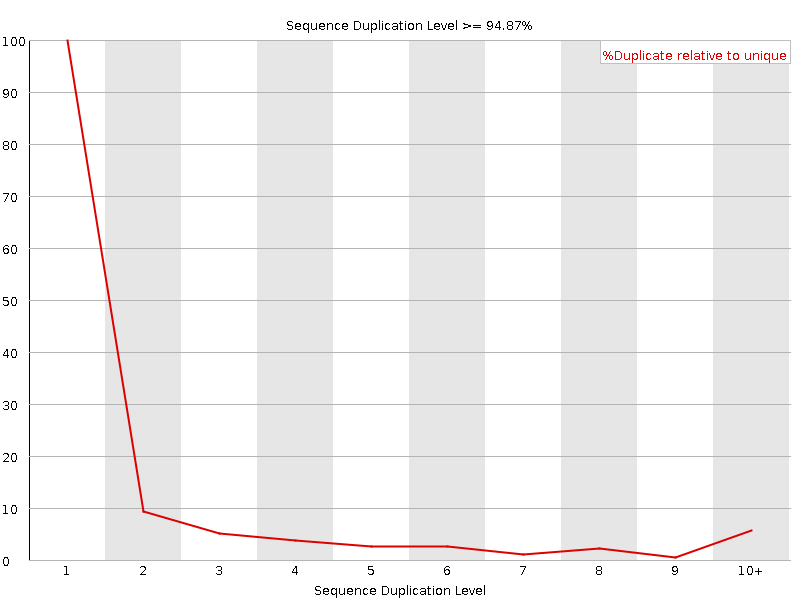 Sequence Duplication Level >= 94.87%
%Duplicate relative to unique
100
90
80
70
60
50
40
30
20
10
0
1 2 3 4 5 6 7 8 9 10+
Sequence Duplication Level